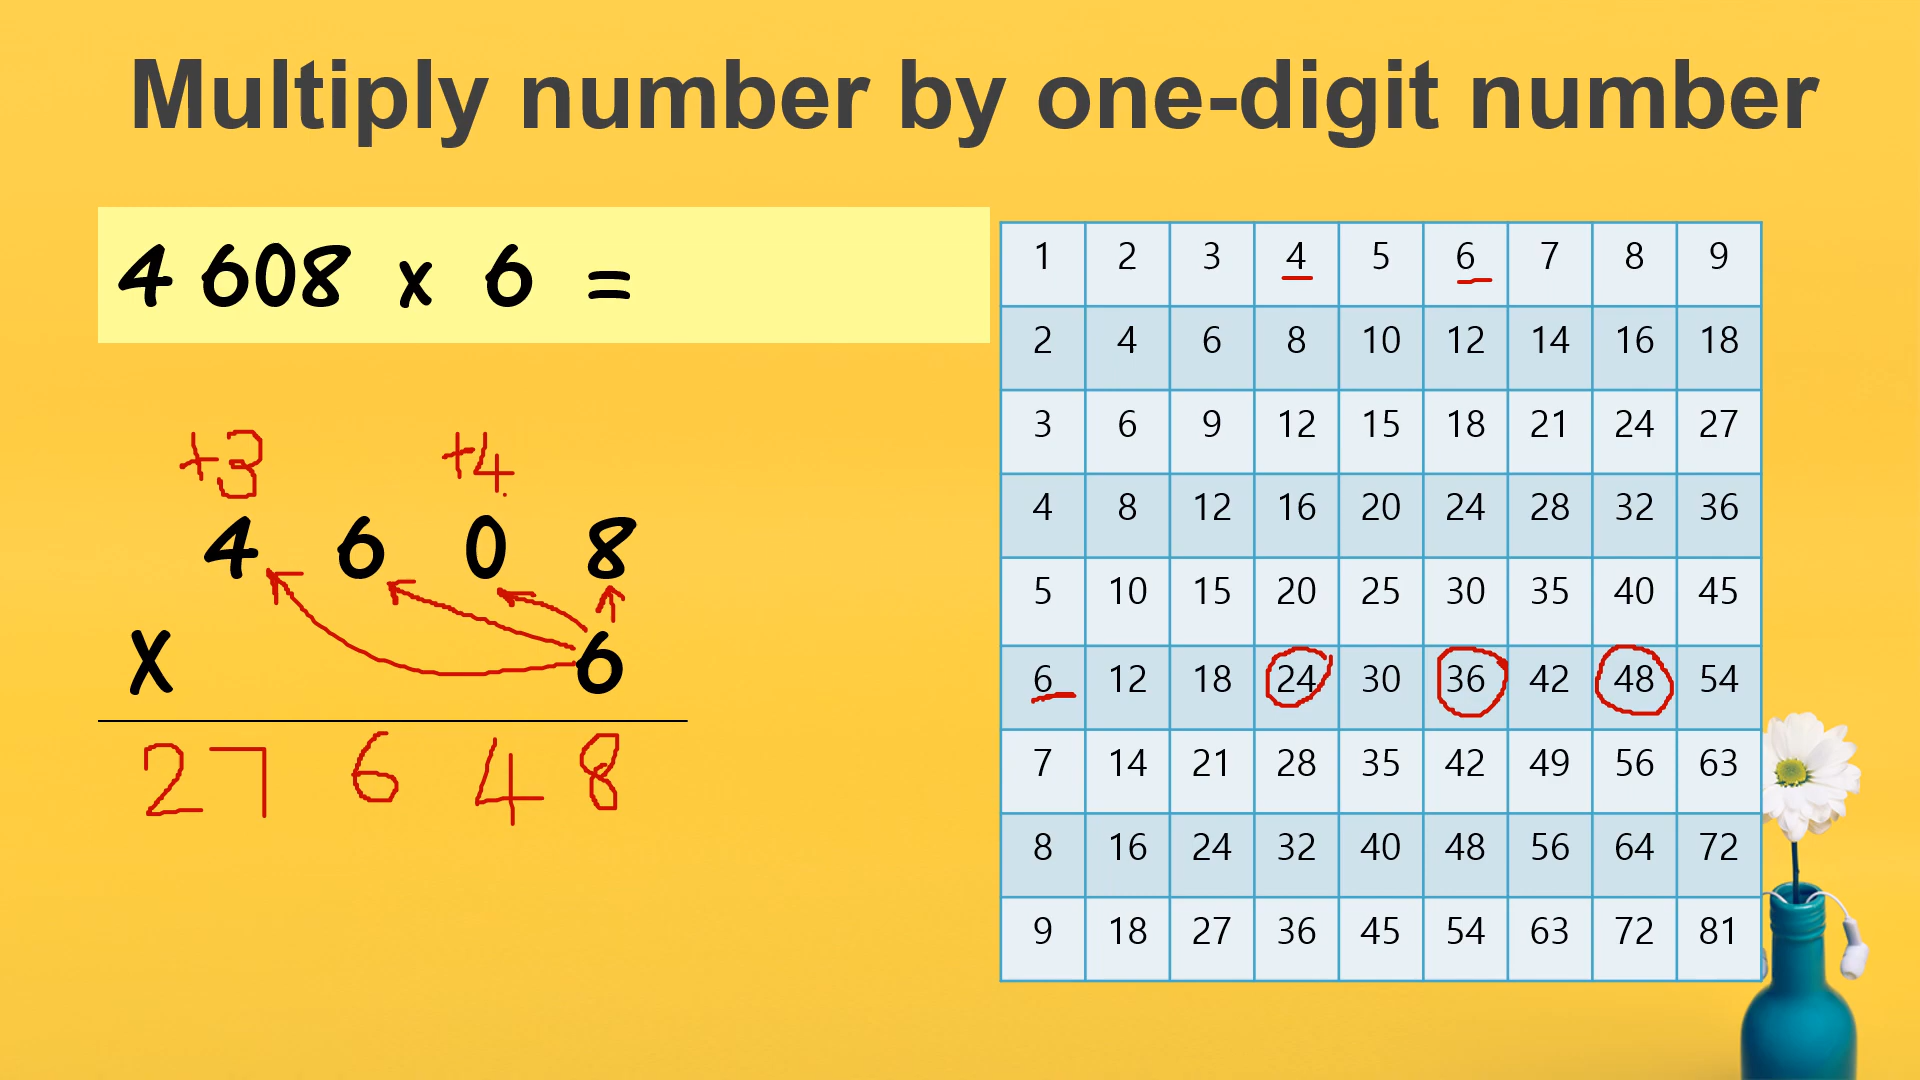 Multiply number by one-digit number
4 608 x 6 =
+3 +4
4 6 0 8
X 6
27 6 4 8
1 2 3 4 5 6 7 8 9
2 4 6 8 10 12 14 16 18
3 6 9 12 15 18 21 24 27
4 8 12 16 20 24 28 32 36
5 10 15 20 25 30 35 40 45
6 12 18 24 30 36 42 48 54
7 14 21 28 35 42 49 56 63
8 16 24 32 40 48 56 64 72
9 18 27 36 45 54 63 72 81